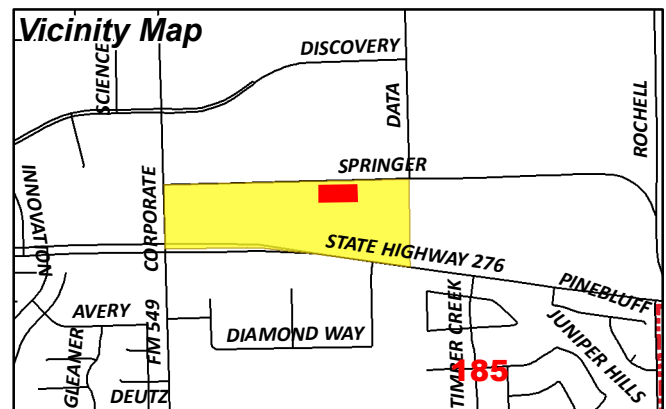 Vicinity Map
DISCOVERY
SCIENCE
DATA
ROCHELL
SPRINGER
INNOVATION
CORPORATE
STATE HIGHWAY 276
PINEBLUFF
AVERY
FM 549
DIAMOND WAY
TIMBER CREEK
JUNIPER HILLS
GLEANER
185
DEUTZ